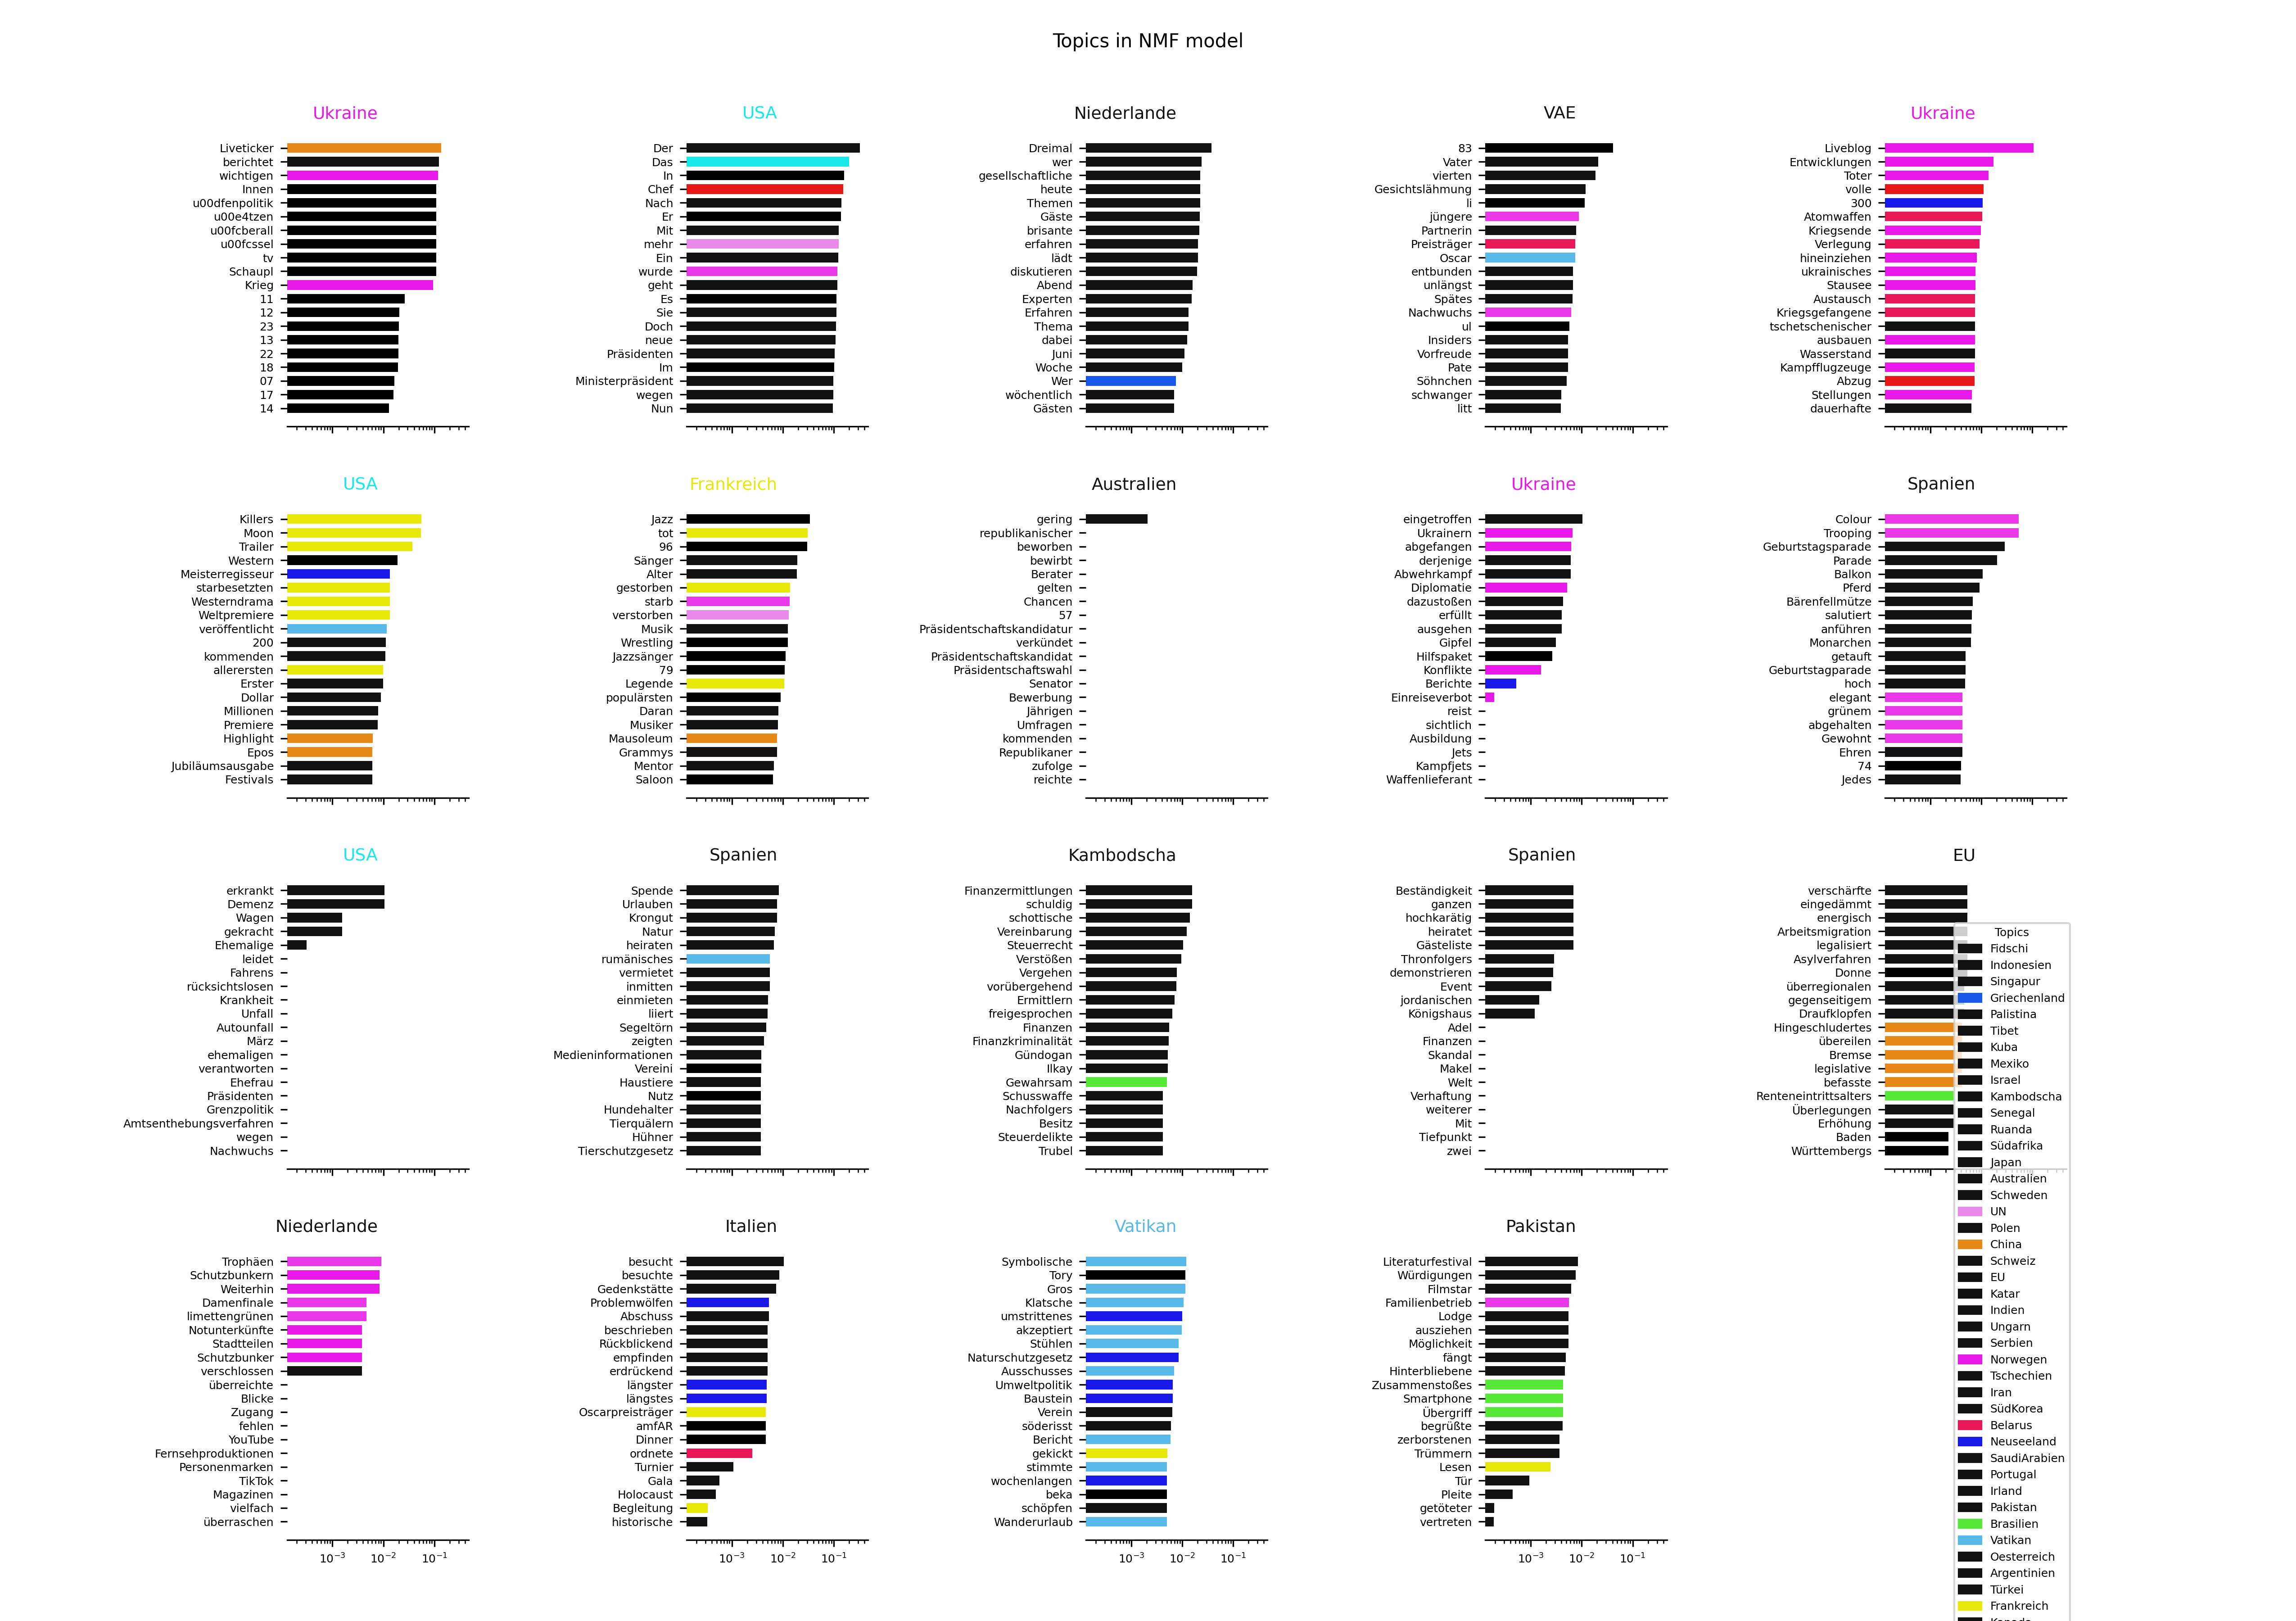 Topics in NMF model
Ukraine
Liveticker
berichtet
wichtigen
Innen
u00dfenpolitik
u00e4tzen
u00fcberall
u00fcssel
tv
Schaupl
Krieg
11
12
23
13
22
18
07
17
14
USA
Der
Das
In
Chef
Nach
Er
Mit
mehr
Ein
wurde
geht
Es
Sie
Doch
neue
Präsidenten
Im
Ministerpräsident
wegen
Nun
Niederlande
Dreimal
wer
gesellschaftliche
heute
Themen
Gäste
brisante
erfahren
lädt
diskutieren
Abend
Experten
Erfahren
Thema
dabei
Juni
Woche
Wer
wöchentlich
Gästen
VAE
83
Vater
vierten
Gesichtslähmung
li
jüngere
Partnerin
Preisträger
Oscar
entbunden
unlängst
Spätes
Nachwuchs
ul
Insiders
Vorfreude
Pate
Söhnchen
schwanger
litt
Ukraine
Liveblog
Entwicklungen
Toter
volle
300
Atomwaffen
Kriegsende
Verlegung
hineinziehen
ukrainisches
Stausee
Austausch
Kriegsgefangene
tschetschenischer
ausbauen
Wasserstand
Kampfflugzeuge
Abzug
Stellungen
dauerhafte
USA
Killers
Moon
Trailer
Western
Meisterregisseur
starbesetzten
Westerndrama
Weltpremiere
veröffentlicht
200
kommenden
allerersten
Erster
Dollar
Millionen
Premiere
Highlight
Epos
Jubiläumsausgabe
Festivals
Frankreich
Jazz
tot
96
Sänger
Alter
gestorben
starb
verstorben
Musik
Wrestling
Jazzsänger
79
Legende
populärsten
Daran
Musiker
Mausoleum
Grammys
Mentor
Saloon
Australien
gering
republikanischer
beworben
bewirbt
Berater
gelten
Chancen
57
Präsidentschaftskandidatur
verkündet
Präsidentschaftskandidat
Präsidentschaftswahl
Senator
Bewerbung
Jährigen
Umfragen
kommenden
Republikaner
zufolge
reichte
Ukraine
eingetroffen
Ukrainern
abgefangen
derjenige
Abwehrkampf
Diplomatie
dazustoßen
erfüllt
ausgehen
Gipfel
Hilfspaket
Konflikte
Berichte
Einreiseverbot
reist
sichtlich
Ausbildung
Jets
Kampfjets
Waffenlieferant
Spanien
Colour
Trooping
Geburtstagsparade
Parade
Balkon
Pferd
Bärenfellmütze
salutiert
anführen
Monarchen
getauft
Geburtstagparade
hoch
elegant
grünem
abgehalten
Gewohnt
Ehren
74
Jedes
USA
erkrankt
Demenz
Wagen
gekracht
Ehemalige
leidet
Fahrens
rücksichtslosen
Krankheit
Unfall
Autounfall
März
ehemaligen
verantworten
Ehefrau
Präsidenten
Grenzpolitik
Amtsenthebungsverfahren
wegen
Nachwuchs
Spanien
Spende
Urlauben
Krongut
Natur
heiraten
rumänisches
vermietet
inmitten
einmieten
liiert
Segeltörn
zeigten
Medieninformationen
Vereini
Haustiere
Nutz
Hundehalter
Tierquälern
Hühner
Tierschutzgesetz
Kambodscha
Finanzermittlungen
schuldig
schottische
Vereinbarung
Steuerrecht
Verstößen
Vergehen
vorübergehend
Ermittlern
freigesprochen
Finanzen
Finanzkriminalität
Gündogan
Ilkay
Gewahrsam
Schusswaffe
Nachfolgers
Besitz
Steuerdelikte
Trubel
Spanien
Beständigkeit
ganzen
hochkarätig
heiratet
Gästeliste
Thronfolgers
demonstrieren
Event
jordanischen
Königshaus
Adel
Finanzen
Skandal
Makel
Welt
Verhaftung
weiterer
Mit
Tiefpunkt
zwei
EU
verschärfte
eingedämmt
energisch
Arbeitsmigration
legalisiert
Asylverfahren
Donne
überregionalen
gegenseitigem
Draufklopfen
Hingeschludertes
übereilen
Bremse
legislative
befasste
Renteneintrittsalters
Überlegungen
Erhöhung
Baden
Württembergs
Niederlande
Trophäen
Schutzbunkern
Weiterhin
Damenfinale
limettengrünen
Notunterkünfte
Stadtteilen
Schutzbunker
verschlossen
überreichte
Blicke
Zugang
fehlen
YouTube
Fernsehproduktionen
Personenmarken
TikTok
Magazinen
vielfach
überraschen
10⁻³ 10⁻² 10⁻¹
Italien
besucht
besuchte
Gedenkstätte
Problemwölfen
Abschuss
beschrieben
Rückblickend
empfinden
erdrückend
längster
längstes
Oscarpreisträger
amfAR
Dinner
ordnete
Turnier
Gala
Holocaust
Begleitung
historische
10⁻³ 10⁻² 10⁻¹
Vatikan
Symbolische
Tory
Gros
Klatsche
umstrittenes
akzeptiert
Stühlen
Naturschutzgesetz
Ausschusses
Umweltpolitik
Baustein
Verein
söderisst
Bericht
gekickt
stimmte
wochenlangen
beka
schöpfen
Wanderurlaub
10⁻³ 10⁻² 10⁻¹
Pakistan
Literaturfestival
Würdigungen
Filmstar
Familienbetrieb
Lodge
ausziehen
Möglichkeit
fängt
Hinterbliebene
Zusammenstoßes
Smartphone
Übergriff
begrüßte
zerborstenen
Trümmern
Lesen
Tür
Pleite
getöteter
vertreten
10⁻³ 10⁻² 10⁻¹
Topics
Fidschi
Indonesien
Singapur
Griechenland
Palistina
Tibet
Kuba
Mexiko
Israel
Kambodscha
Senegal
Ruanda
Südafrika
Japan
Australien
Schweden
UN
Polen
China
Schweiz
EU
Katar
Indien
Ungarn
Serbien
Norwegen
Tschechien
Iran
SüdKorea
Belarus
Neuseeland
SaudiArabien
Portugal
Irland
Pakistan
Brasilien
Vatikan
Oesterreich
Argentinien
Türkei
Frankreich